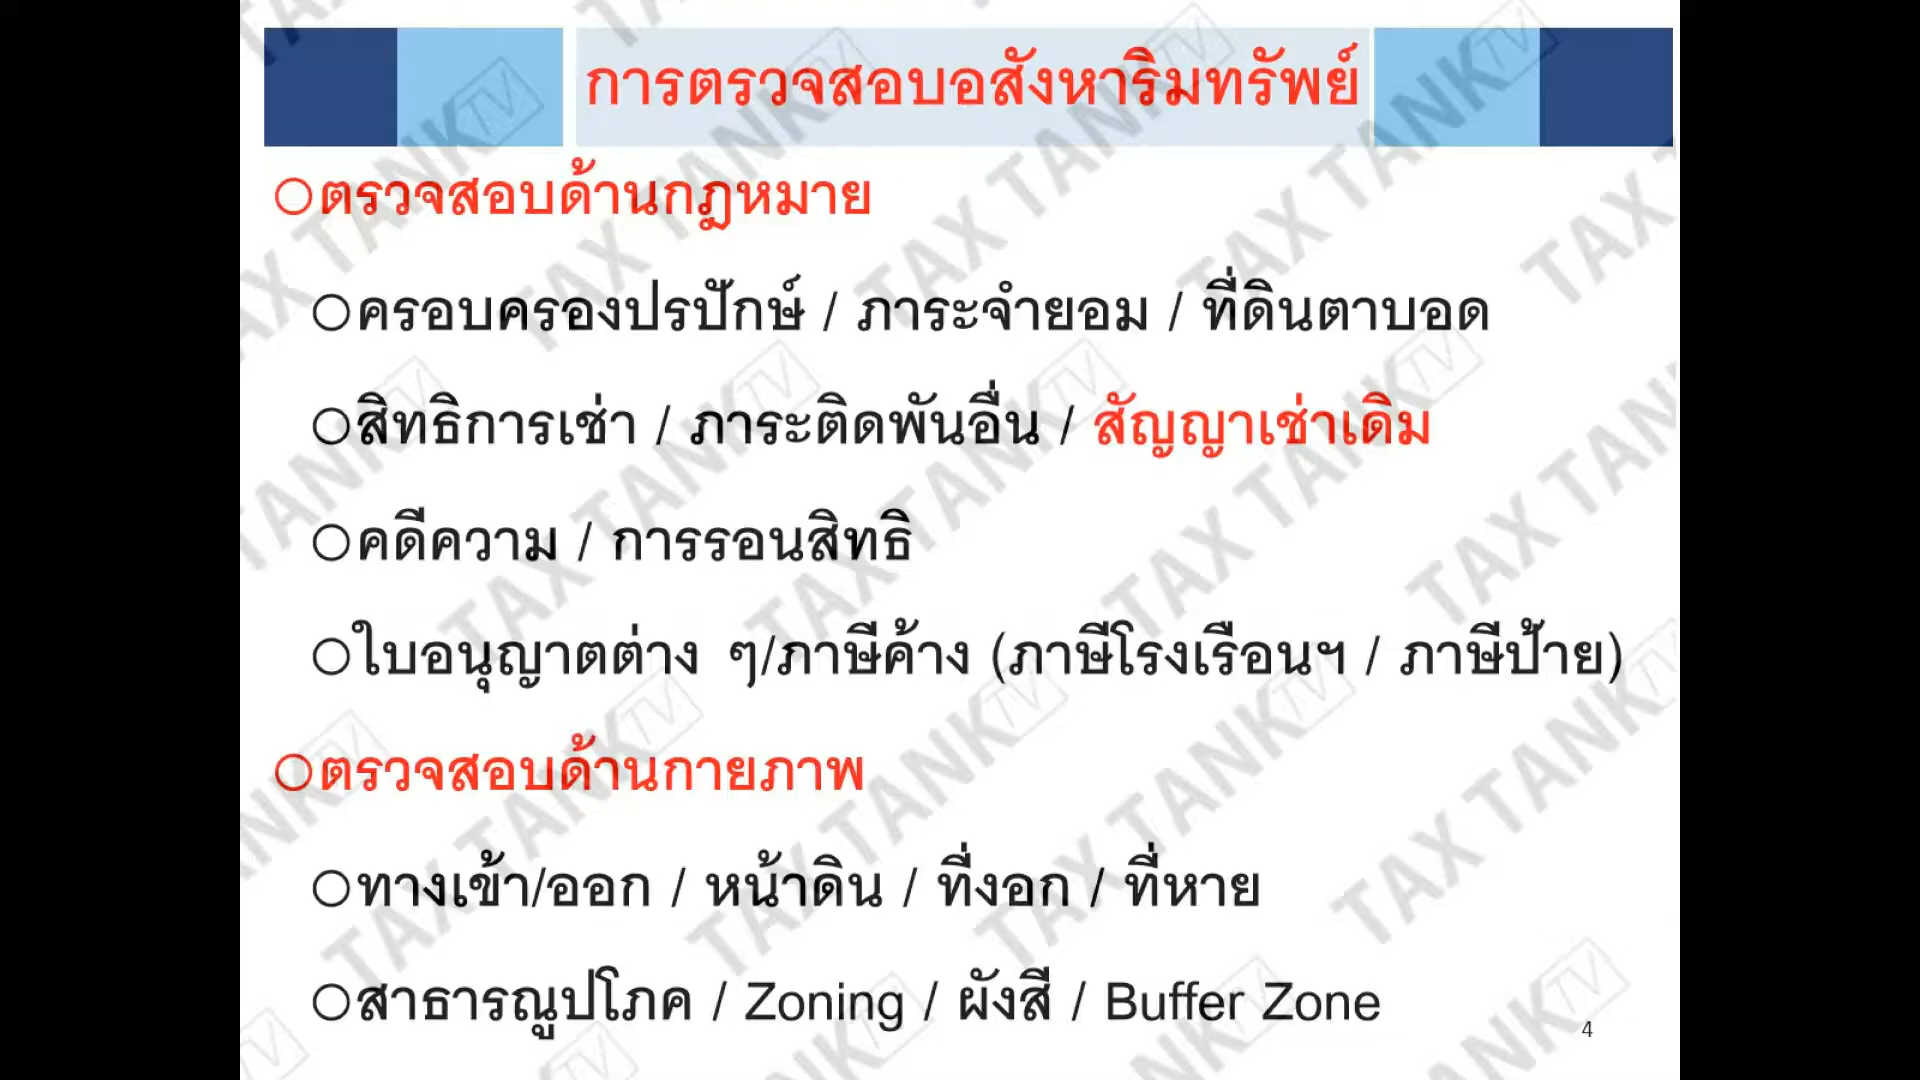 การตรวจสอบอสังหาริมทรัพย์
ตรวจสอบด้านกฎหมาย
ครอบครองปรปักษ์ / ภาระจำยอม / ที่ดินตาบอด
สิทธิการเช่า / ภาระติดพันอื่น / สัญญาเช่าเดิม
คดีความ / การรอนสิทธิ
ใบอนุญาตต่าง ๆ/ภาษีค้าง (ภาษีโรงเรือนฯ / ภาษีป้าย)
ตรวจสอบด้านกายภาพ
ทางเข้า/ออก / หน้าดิน / ที่งอก / ที่หาย
สาธารณูปโภค / Zoning / ผังสี / Buffer Zone
4
TAX TANK TV